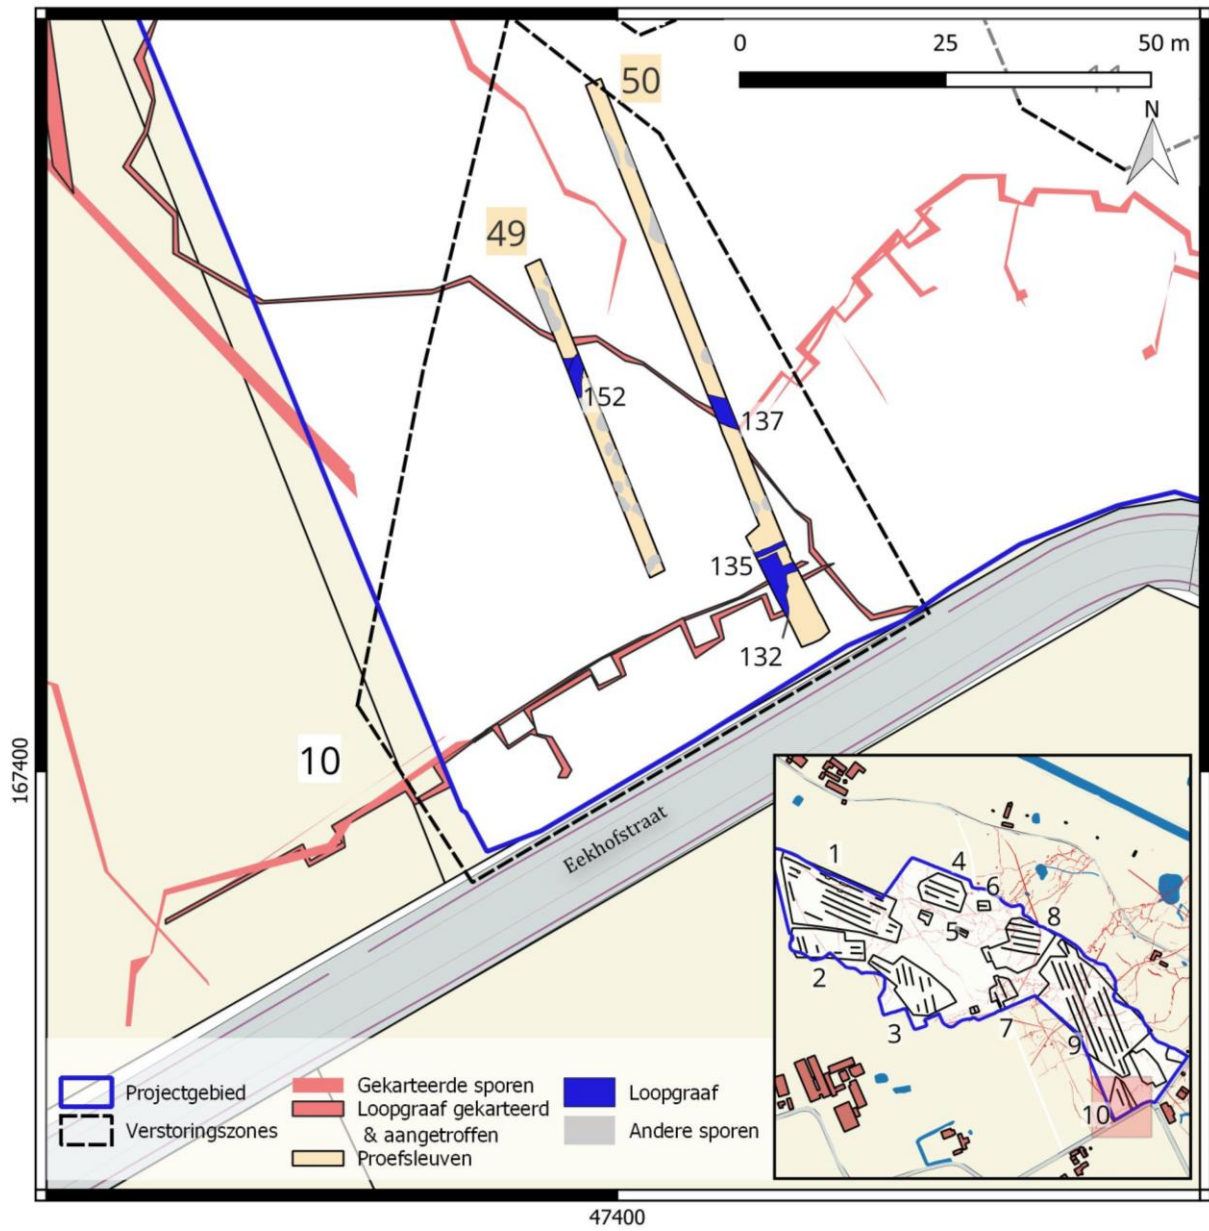 0 25 50 m
50
N
49
152
137
135
132
10
167400
Eekhofstraat
1
4
6
5
8
2
3
7
9
10
Projectgebied
Verstoringszones
Gekarteerde sporen
Loopgraaf gekarteerd
& aangetroffen
Proefsleuven
Loopgraaf
Andere sporen
47400